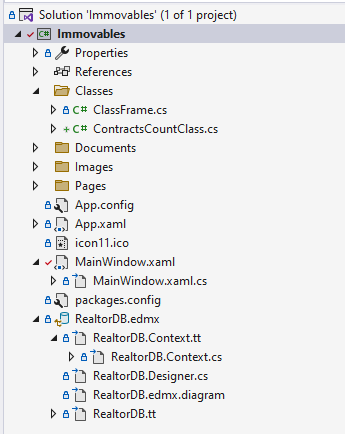 Solution 'Immovables' (1 of 1 project)
C# Immovables
Properties
References
Classes
C# ClassFrame.cs
+ C# ContractsCountClass.cs
Documents
Images
Pages
App.config
App.xaml
icon11.ico
MainWindow.xaml
MainWindow.xaml.cs
packages.config
RealtorDB.edmx
RealtorDB.Context.tt
RealtorDB.Context.cs
RealtorDB.Designer.cs
RealtorDB.edmx.diagram
RealtorDB.tt